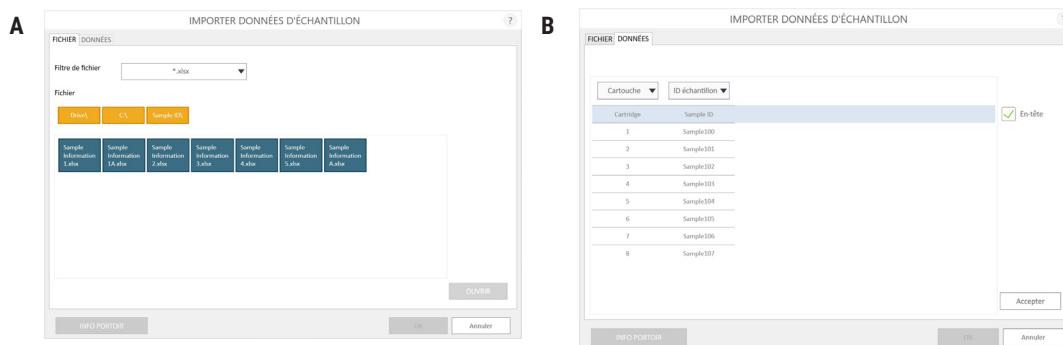 A
IMPORTER DONNÉES D'ÉCHANTILLON
?
FICHIER DONNÉES
Filtre de fichier
*.xlsx
Fichier
Drive\ C:\ Sample ID\
Sample Information 1.xlsx
Sample Information 1A.xlsx
Sample Information 2.xlsx
Sample Information 3.xlsx
Sample Information 4.xlsx
Sample Information 5.xlsx
Sample Information A.xlsx
OUVRIR
INFO PORTOIR OK Annuler
B
IMPORTER DONNÉES D'ÉCHANTILLON
?
FICHIER DONNÉES
Cartouche ID échantillon
Cartridge Sample ID
En-tête
1 Sample100
2 Sample101
3 Sample102
4 Sample103
5 Sample104
6 Sample105
7 Sample106
8 Sample107
Accepter
INFO PORTOIR OK Annuler